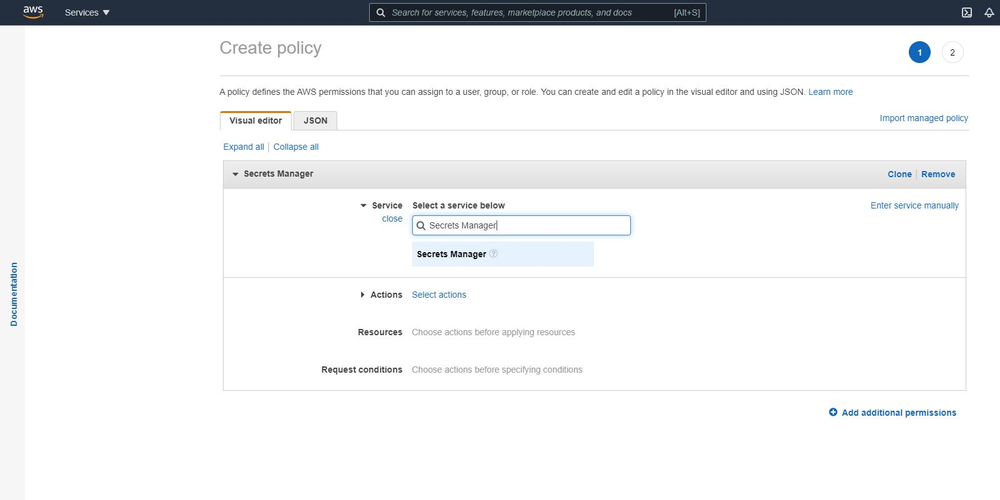 aws Services Search for services, features, marketplace products, and docs [Alt+S]
Create policy
1 2
A policy defines the AWS permissions that you can assign to a user, group, or role. You can create and edit a policy in the visual editor and using JSON. Learn more
Visual editor JSON Import managed policy
Expand all Collapse all
Secrets Manager Clone Remove
Service Select a service below Enter service manually
close
Secrets Manager
Secrets Manager ?
Actions Select actions
Resources Choose actions before applying resources
Request conditions Choose actions before specifying conditions
Add additional permissions
Documentation